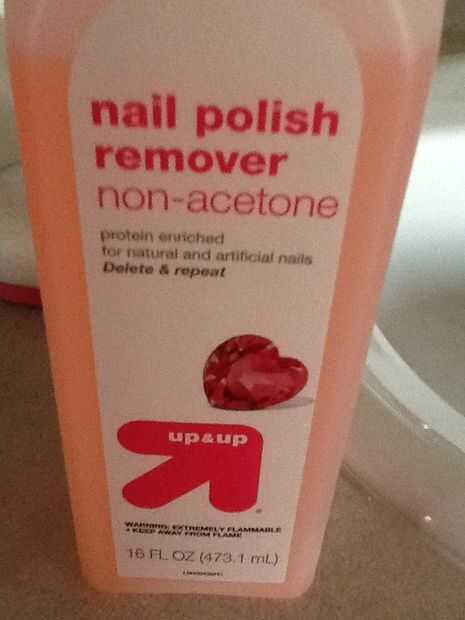 nail polish
remover
non-acetone
protein enriched
for natural and artificial nails
Delete & repeat
up&up
WARNING: EXTREMELY FLAMMABLE
• KEEP AWAY FROM FLAME
16 FL OZ (473.1 mL)